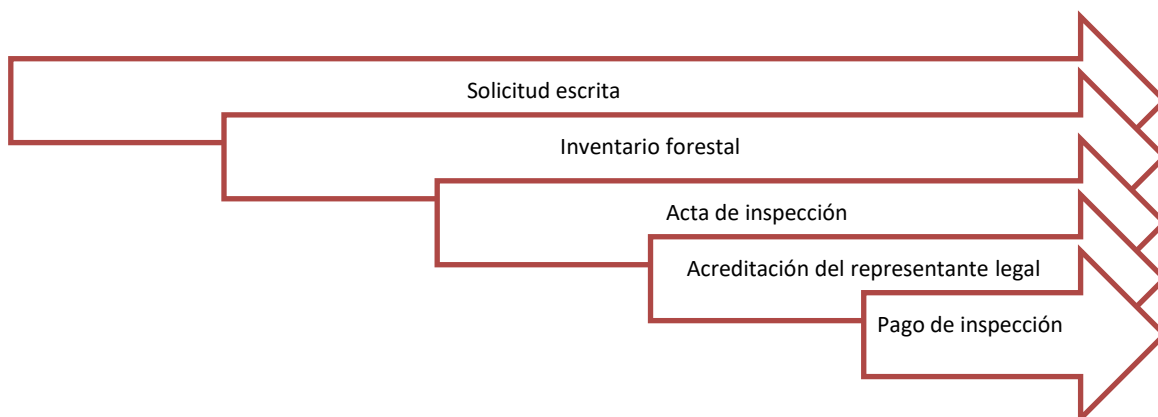 Solicitud escrita
Inventario forestal
Acta de inspección
Acreditación del representante legal
Pago de inspección